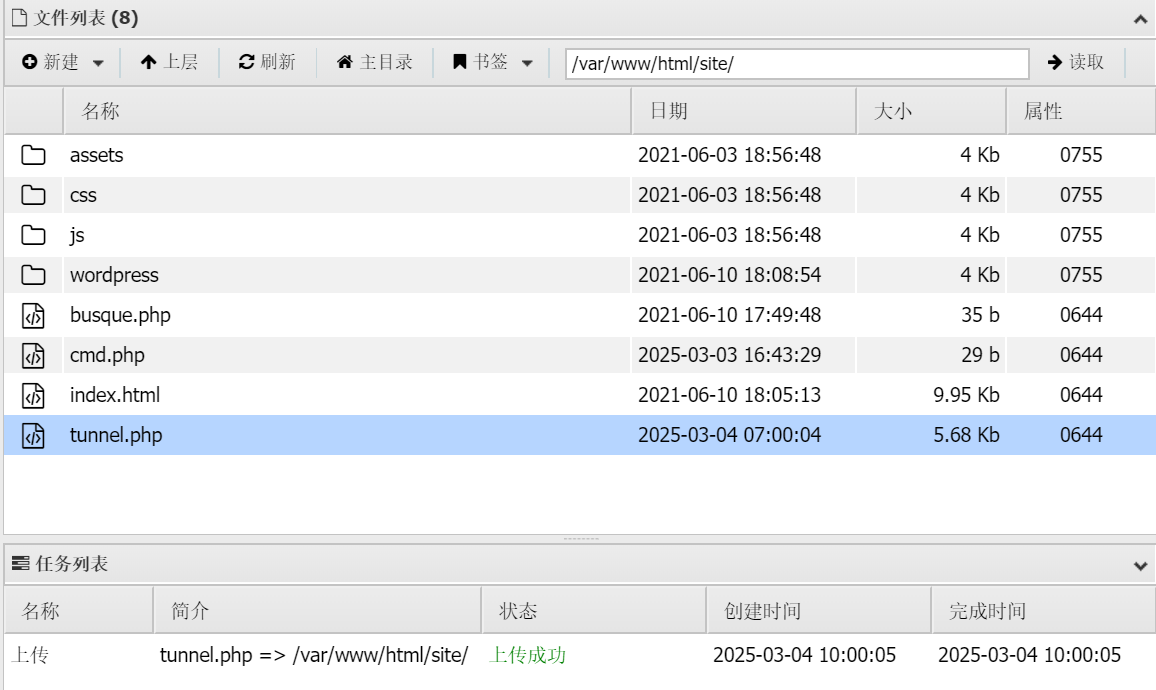 文件列表 (8)
新建 上层 刷新 主目录 书签 /var/www/html/site/ 读取
名称 日期 大小 属性
assets 2021-06-03 18:56:48 4 Kb 0755
css 2021-06-03 18:56:48 4 Kb 0755
js 2021-06-03 18:56:48 4 Kb 0755
wordpress 2021-06-10 18:08:54 4 Kb 0755
busque.php 2021-06-10 17:49:48 35 b 0644
cmd.php 2025-03-03 16:43:29 29 b 0644
index.html 2021-06-10 18:05:13 9.95 Kb 0644
tunnel.php 2025-03-04 07:00:04 5.68 Kb 0644
任务列表
名称 简介 状态 创建时间 完成时间
上传 tunnel.php => /var/www/html/site/ 上传成功 2025-03-04 10:00:05 2025-03-04 10:00:05